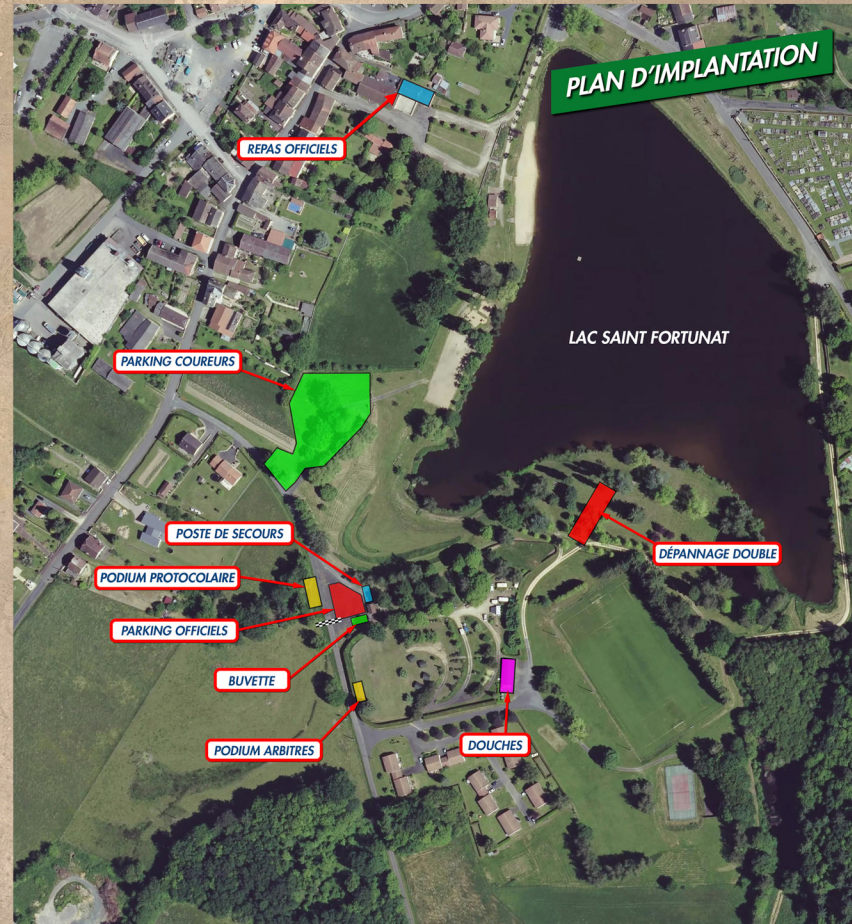 PLAN D'IMPLANTATION
REPAS OFFICIELS
LAC SAINT FORTUNAT
PARKING COUREURS
POSTE DE SECOURS
DÉPANNAGE DOUBLE
PODIUM PROTOCOLAIRE
PARKING OFFICIELS
BUVETTE
PODIUM ARBITRES
DOUCHES